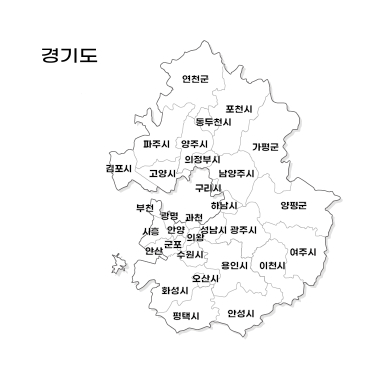 경기도
연천군
포천시
동두천시
파주시
양주시
가평군
의정부시
김포시
고양시
남양주시
구리시
부천
하남시
양평군
광명
과천
시흥
안양
성남시
광주시
의왕
군포
안산
수원시
여주시
용인시
이천시
오산시
화성시
평택시
안성시